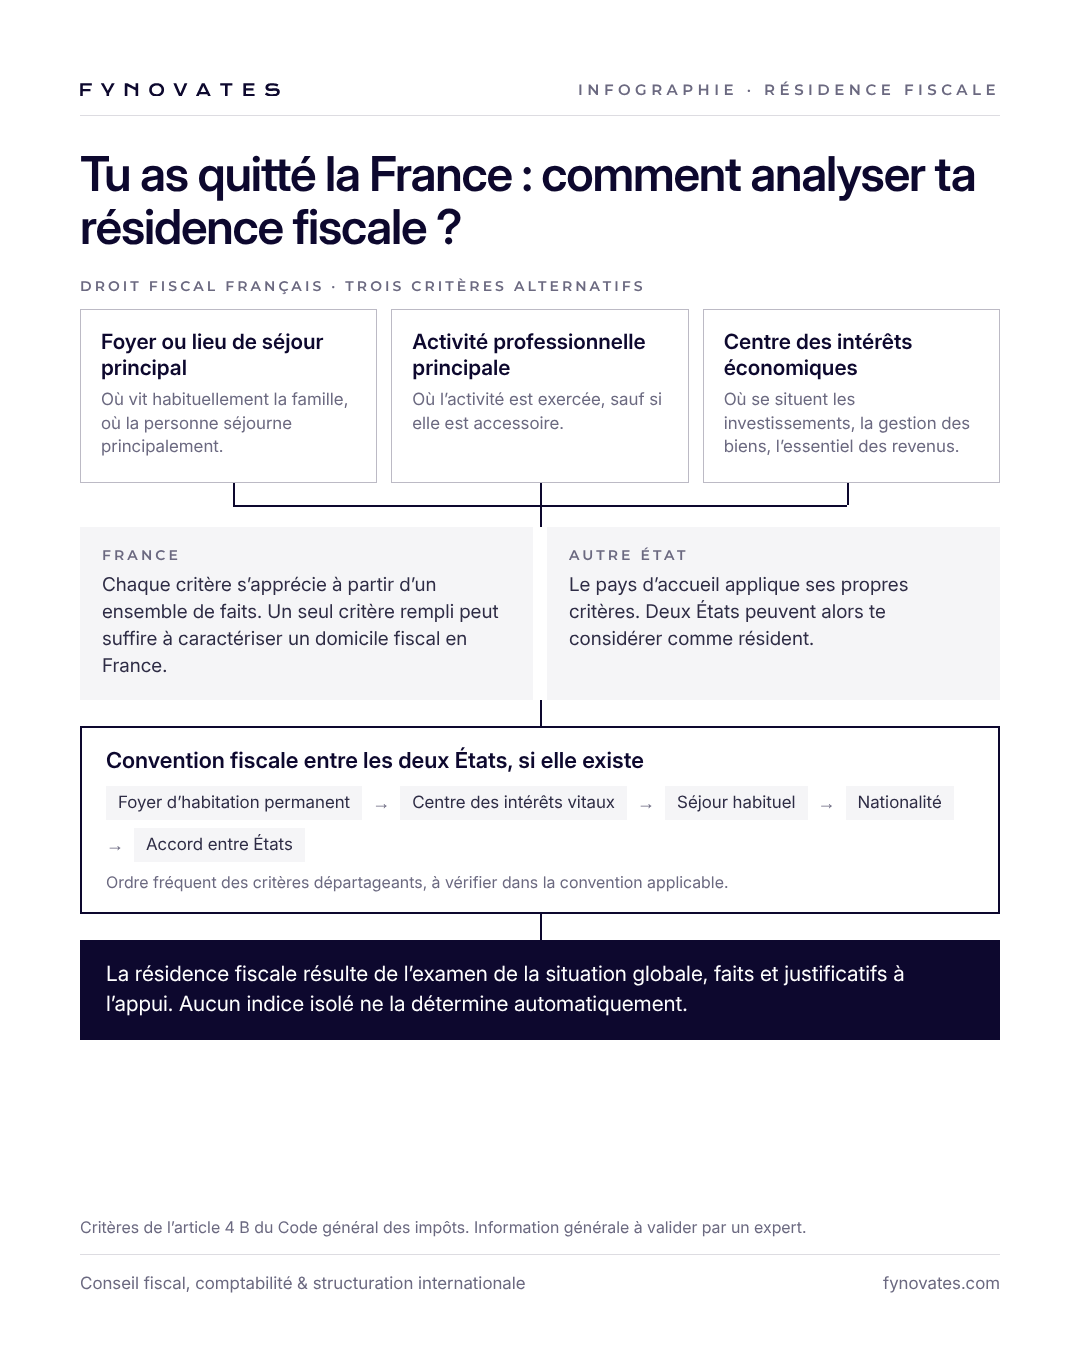 FYNOVATES
INFOGRAPHIE · RÉSIDENCE FISCALE
Tu as quitté la France : comment analyser ta
résidence fiscale ?
DROIT FISCAL FRANÇAIS · TROIS CRITÈRES ALTERNATIFS
Foyer ou lieu de séjour
principal
Où vit habituellement la famille,
où la personne séjourne
principalement.
Activité professionnelle
principale
Où l’activité est exercée, sauf si
elle est accessoire.
Centre des intérêts
économiques
Où se situent les
investissements, la gestion des
biens, l’essentiel des revenus.
FRANCE
Chaque critère s’apprécie à partir d’un
ensemble de faits. Un seul critère rempli peut
suffire à caractériser un domicile fiscal en
France.
AUTRE ÉTAT
Le pays d’accueil applique ses propres
critères. Deux États peuvent alors te
considérer comme résident.
Convention fiscale entre les deux États, si elle existe
Foyer d’habitation permanent → Centre des intérêts vitaux → Séjour habituel → Nationalité
→ Accord entre États
Ordre fréquent des critères départageants, à vérifier dans la convention applicable.
La résidence fiscale résulte de l’examen de la situation globale, faits et justificatifs à
l’appui. Aucun indice isolé ne la détermine automatiquement.
Critères de l’article 4 B du Code général des impôts. Information générale à valider par un expert.
Conseil fiscal, comptabilité & structuration internationale
fynovates.com